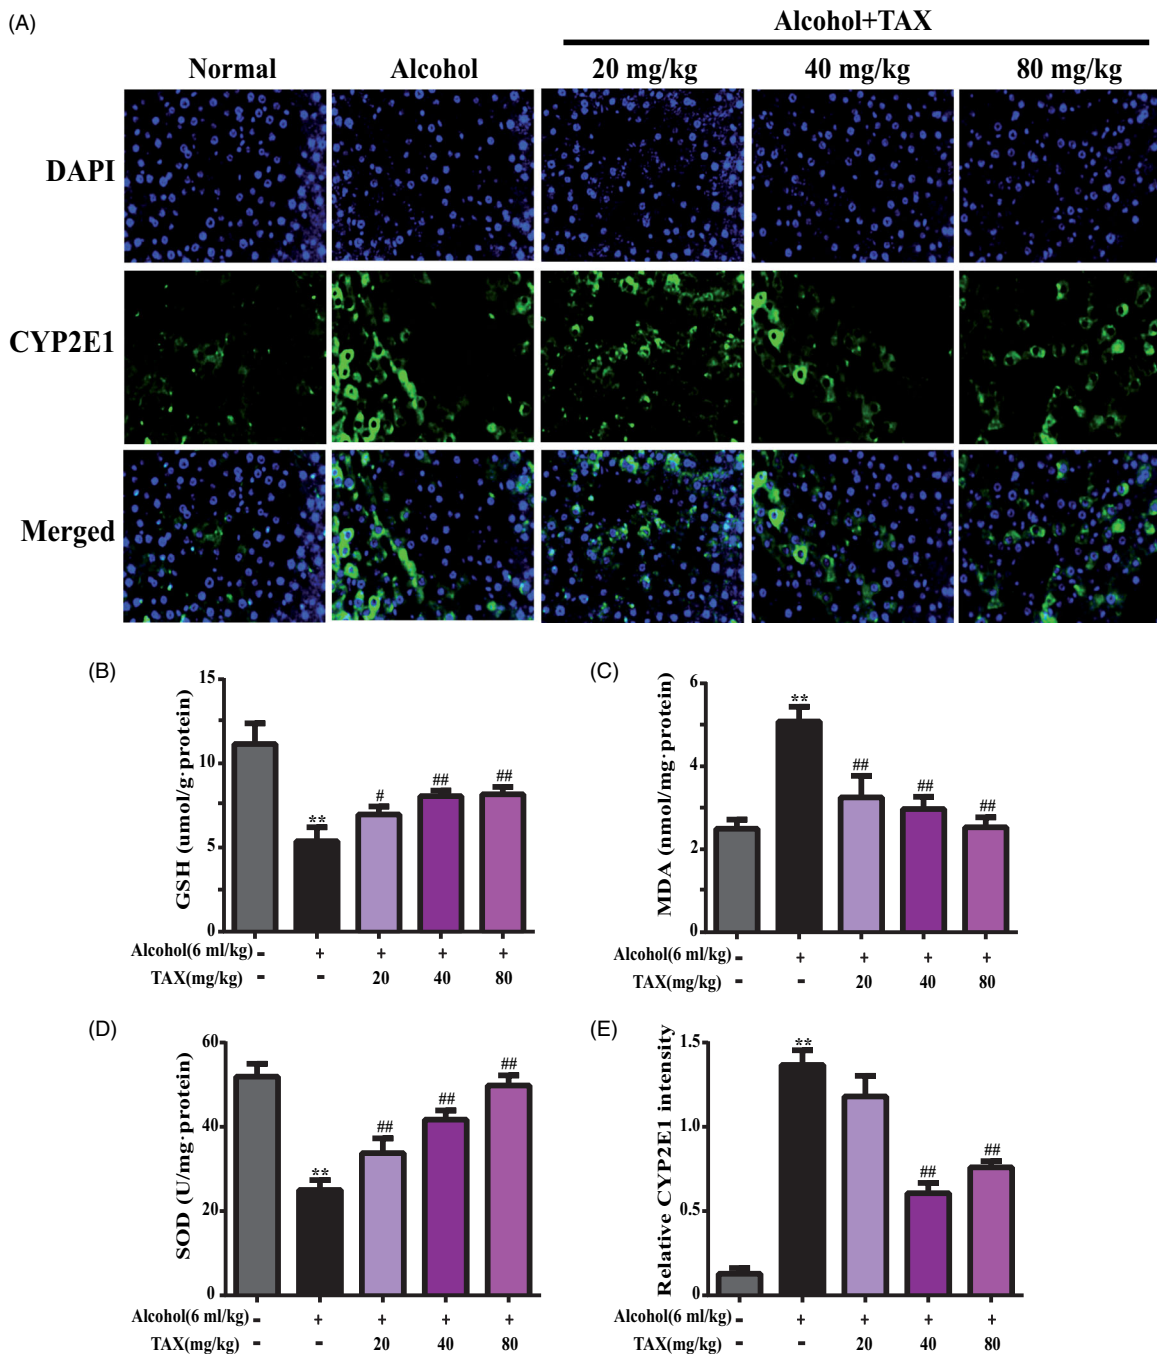 (A)
Alcohol+TAX
Normal Alcohol 20 mg/kg 40 mg/kg 80 mg/kg
DAPI
CYP2E1
Merged
(B)
GSH (umol/g·protein)
15
10
5
0
** # ## ##
Alcohol(6 ml/kg) - + + + +
TAX(mg/kg) - - 20 40 80
(C)
MDA (nmol/mg·protein)
6
4
2
0
** ## ## ##
Alcohol(6 ml/kg) - + + + +
TAX(mg/kg) - - 20 40 80
(D)
SOD (U/mg·protein)
60
40
20
0
** ## ## ##
Alcohol(6 ml/kg) - + + + +
TAX(mg/kg) - - 20 40 80
(E)
Relative CYP2E1 intensity
1.5
1.0
0.5
0
** ## ##
Alcohol(6 ml/kg) - + + + +
TAX(mg/kg) - - 20 40 80